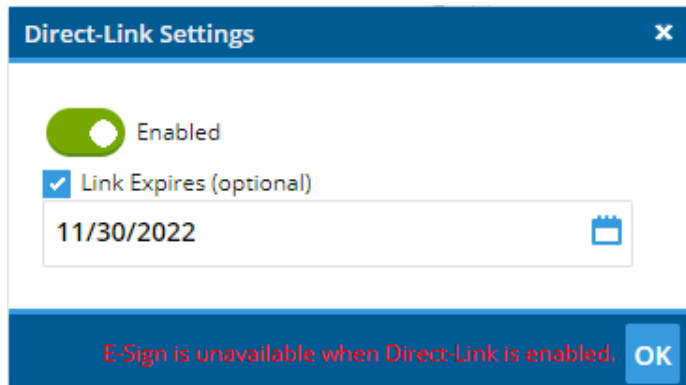 Direct-Link Settings
Enabled
Link Expires (optional)
11/30/2022
E-Sign is unavailable when Direct-Link is enabled. OK